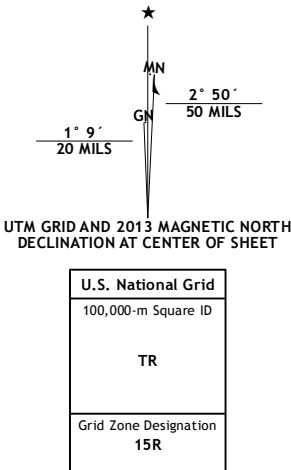 ★
MN
GN
2° 50´
50 MILS
1° 9´
20 MILS
UTM GRID AND 2013 MAGNETIC NORTH
DECLINATION AT CENTER OF SHEET
U.S. National Grid
100,000-m Square ID
TR
Grid Zone Designation
15R